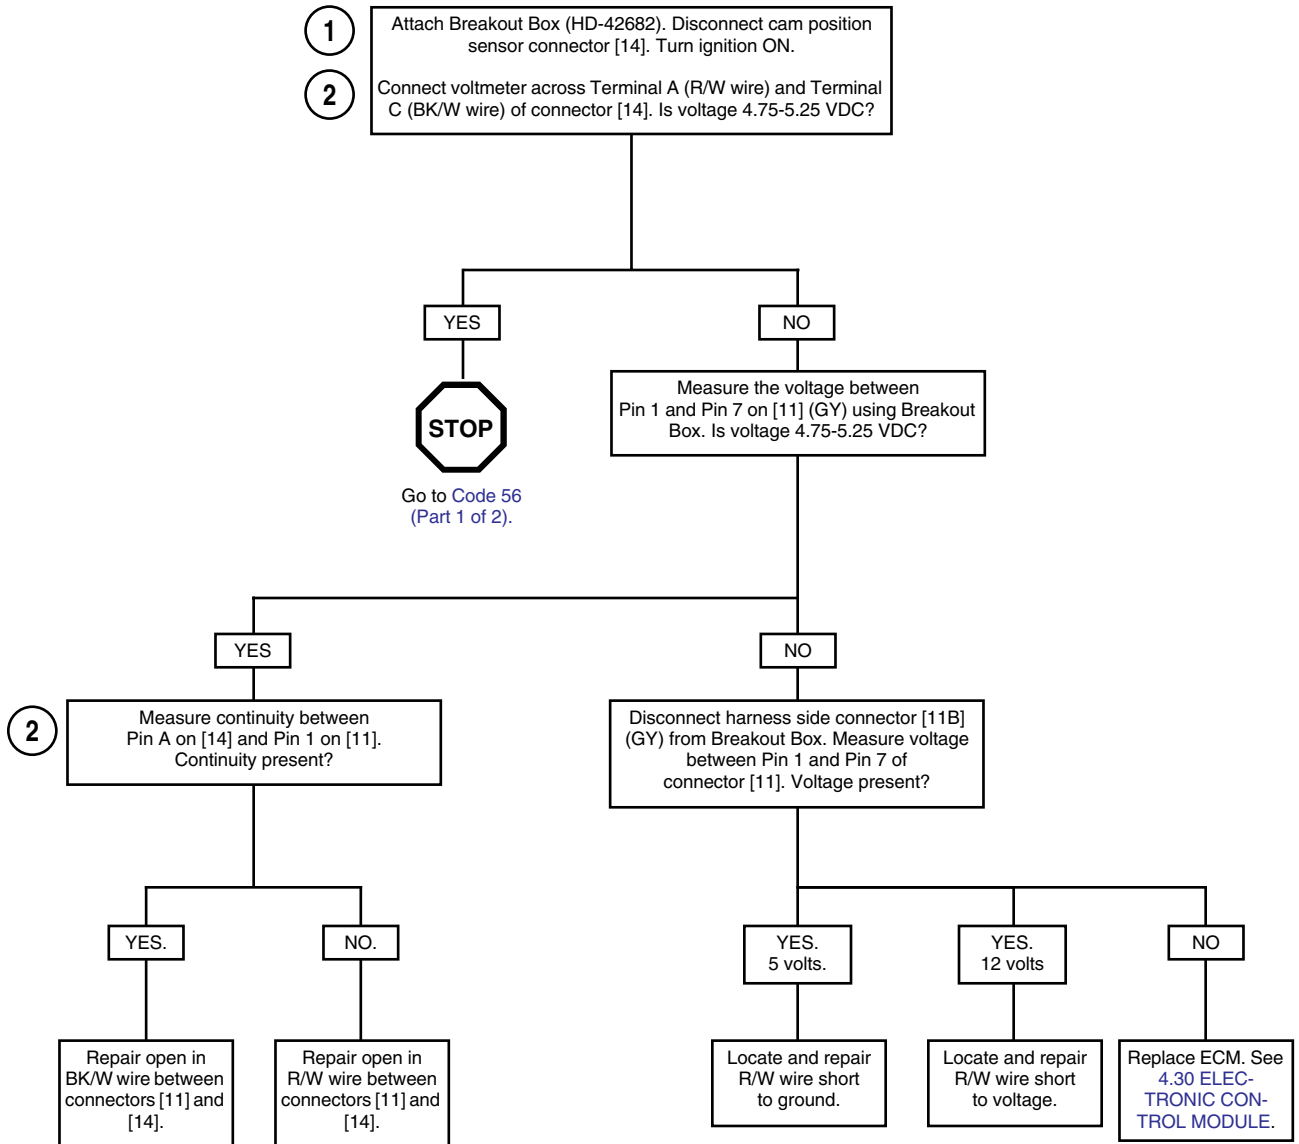 1
Attach Breakout Box (HD-42682). Disconnect cam position
sensor connector [14]. Turn ignition ON.
2
Connect voltmeter across Terminal A (R/W wire) and Terminal
C (BK/W wire) of connector [14]. Is voltage 4.75-5.25 VDC?
YES
NO
STOP
Go to Code 56
(Part 1 of 2).
Measure the voltage between
Pin 1 and Pin 7 on [11] (GY) using Breakout
Box. Is voltage 4.75-5.25 VDC?
YES
NO
2
Measure continuity between
Pin A on [14] and Pin 1 on [11].
Continuity present?
Disconnect harness side connector [11B]
(GY) from Breakout Box. Measure voltage
between Pin 1 and Pin 7 of
connector [11]. Voltage present?
YES.
NO.
YES.
5 volts.
YES.
12 volts
NO
Repair open in
BK/W wire between
connectors [11] and
[14].
Repair open in
R/W wire between
connectors [11] and
[14].
Locate and repair
R/W wire short
to ground.
Locate and repair
R/W wire short
to voltage.
Replace ECM. See
4.30 ELEC-
TRONIC CON-
TROL MODULE.